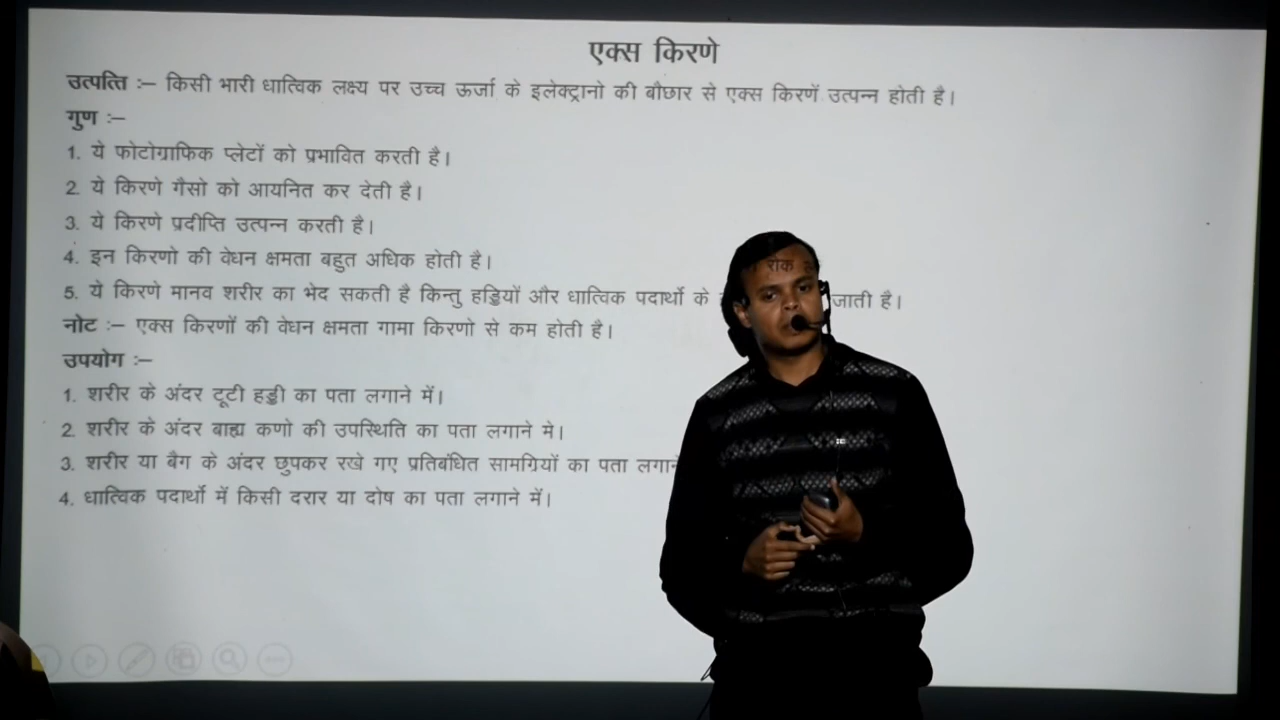 एक्स किरणे
उत्पत्ति :– किसी भारी धात्विक लक्ष्य पर उच्च ऊर्जा के इलेक्ट्रानो की बौछार से एक्स किरणें उत्पन्न होती है।
गुण :–
1. ये फोटोग्राफिक प्लेटों को प्रभावित करती है।
2. ये किरणे गैसो को आयनित कर देती है।
3. ये किरणे प्रदीप्ति उत्पन्न करती है।
4. इन किरणो की वेधन क्षमता बहुत अधिक होती है।
5. ये किरणे मानव शरीर का भेद सकती है किन्तु हड्डियों और धात्विक पदार्थो के रोक जाती है।
नोट :– एक्स किरणों की वेधन क्षमता गामा किरणो से कम होती है।
उपयोग :–
1. शरीर के अंदर टूटी हड्डी का पता लगाने में।
2. शरीर के अंदर बाह्य कणो की उपस्थिति का पता लगाने मे।
3. शरीर या बैग के अंदर छुपकर रखे गए प्रतिबंधित सामग्रियों का पता लगाने
4. धात्विक पदार्थो में किसी दरार या दोष का पता लगाने में।